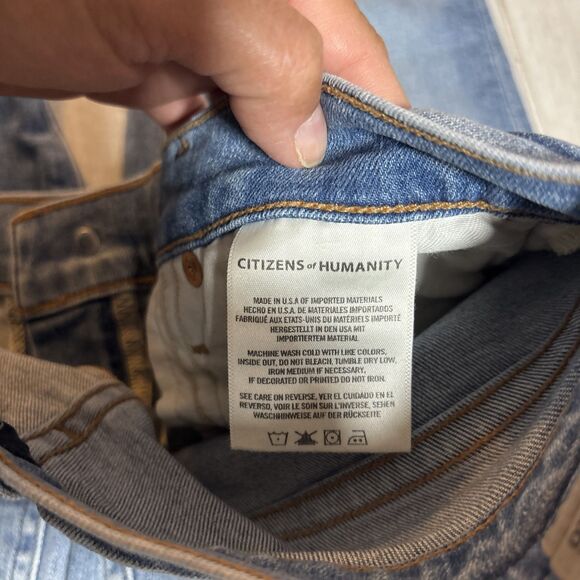 CITIZENS of HUMANITY
MADE IN U.S.A OF IMPORTED MATERIALS
HECHO EN U.S.A. DE MATERIALES IMPORTADOS
FABRIQUÉ AUX ETATS-UNIS DU MATÉRIELS IMPORTÉ
HERGESTELLT IN DEN USA MIT
IMPORTIERTEM MATERIAL
MACHINE WASH COLD WITH LIKE COLORS,
INSIDE OUT, DO NOT BLEACH, TUMBLE DRY LOW,
IRON MEDIUM IF NECESSARY.
IF DECORATED OR PRINTED DO NOT IRON.
SEE CARE ON REVERSE, VER EL CUIDADO EN EL
REVERSO, VOIR LE SOIN SUR L'INVERSE, SEHEN
WASCHHINWEISE AUF DER RÜCKSEITE